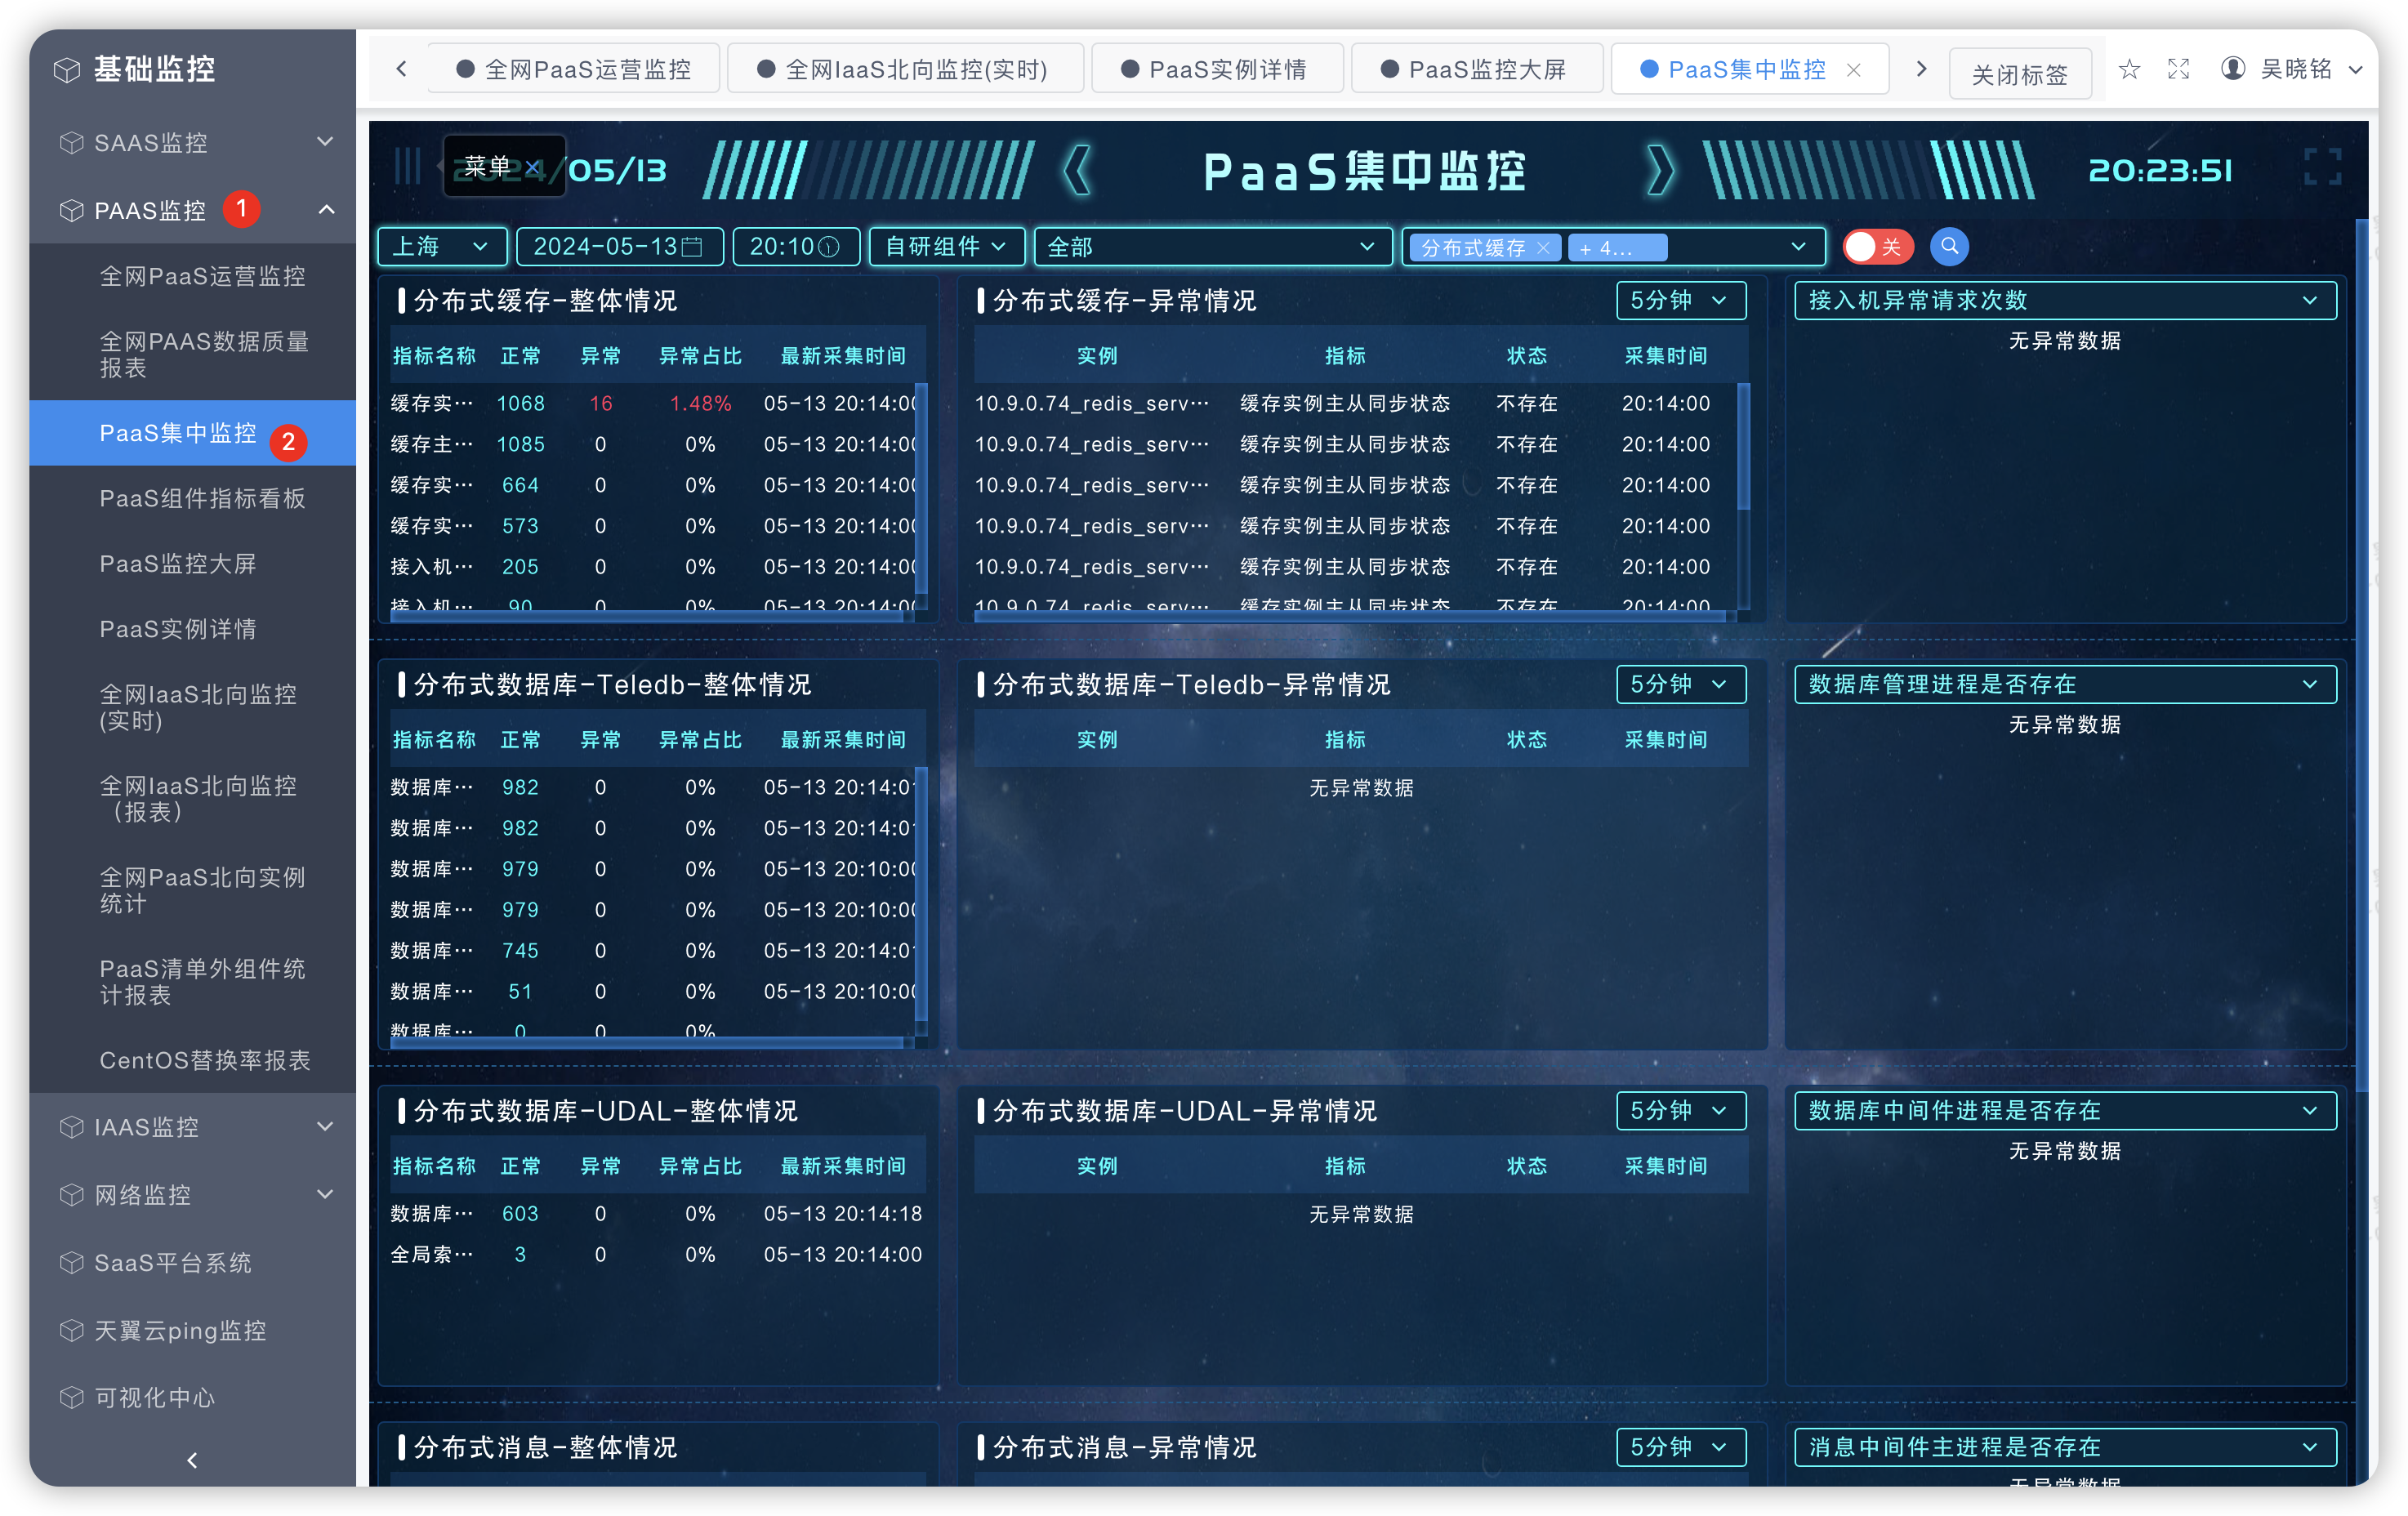 基础监控
SAAS监控
PAAS监控 1
全网PaaS运营监控
全网PAAS数据质量
报表
PaaS集中监控 2
PaaS组件指标看板
PaaS监控大屏
PaaS实例详情
全网IaaS北向监控
(实时)
全网IaaS北向监控
（报表）
全网PaaS北向实例
统计
PaaS清单外组件统
计报表
CentOS替换率报表
IAAS监控
网络监控
SaaS平台系统
天翼云ping监控
可视化中心
全网PaaS运营监控 全网IaaS北向监控(实时) PaaS实例详情 PaaS监控大屏 PaaS集中监控 关闭标签 吴晓铭
菜单 2024/05/13 PaaS集中监控 20:23:51
上海 2024-05-13 20:10 自研组件 全部 分布式缓存 + 4... 关
分布式缓存-整体情况
指标名称 正常 异常 异常占比 最新采集时间
缓存实… 1068 16 1.48% 05-13 20:14:00
缓存主… 1085 0 0% 05-13 20:14:00
缓存实… 664 0 0% 05-13 20:14:00
缓存实… 573 0 0% 05-13 20:14:00
接入机… 205 0 0% 05-13 20:14:00
接入机… 90 0 0% 05-13 20:14:00
分布式缓存-异常情况 5分钟
实例 指标 状态 采集时间
10.9.0.74_redis_serv… 缓存实例主从同步状态 不存在 20:14:00
10.9.0.74_redis_serv… 缓存实例主从同步状态 不存在 20:14:00
10.9.0.74_redis_serv… 缓存实例主从同步状态 不存在 20:14:00
10.9.0.74_redis_serv… 缓存实例主从同步状态 不存在 20:14:00
10.9.0.74_redis_serv… 缓存实例主从同步状态 不存在 20:14:00
10.9.0.74_redis_serv… 缓存实例主从同步状态 不存在 20:14:00
接入机异常请求次数
无异常数据
分布式数据库-Teledb-整体情况
指标名称 正常 异常 异常占比 最新采集时间
数据库… 982 0 0% 05-13 20:14:01
数据库… 982 0 0% 05-13 20:14:01
数据库… 979 0 0% 05-13 20:10:00
数据库… 979 0 0% 05-13 20:10:00
数据库… 745 0 0% 05-13 20:14:01
数据库… 51 0 0% 05-13 20:10:00
数据库… 0 0 0%
分布式数据库-Teledb-异常情况 5分钟
实例 指标 状态 采集时间
无异常数据
数据库管理进程是否存在
无异常数据
分布式数据库-UDAL-整体情况
指标名称 正常 异常 异常占比 最新采集时间
数据库… 603 0 0% 05-13 20:14:18
全局索… 3 0 0% 05-13 20:14:00
分布式数据库-UDAL-异常情况 5分钟
实例 指标 状态 采集时间
无异常数据
数据库中间件进程是否存在
无异常数据
分布式消息-整体情况
分布式消息-异常情况 5分钟
消息中间件主进程是否存在
无异常数据